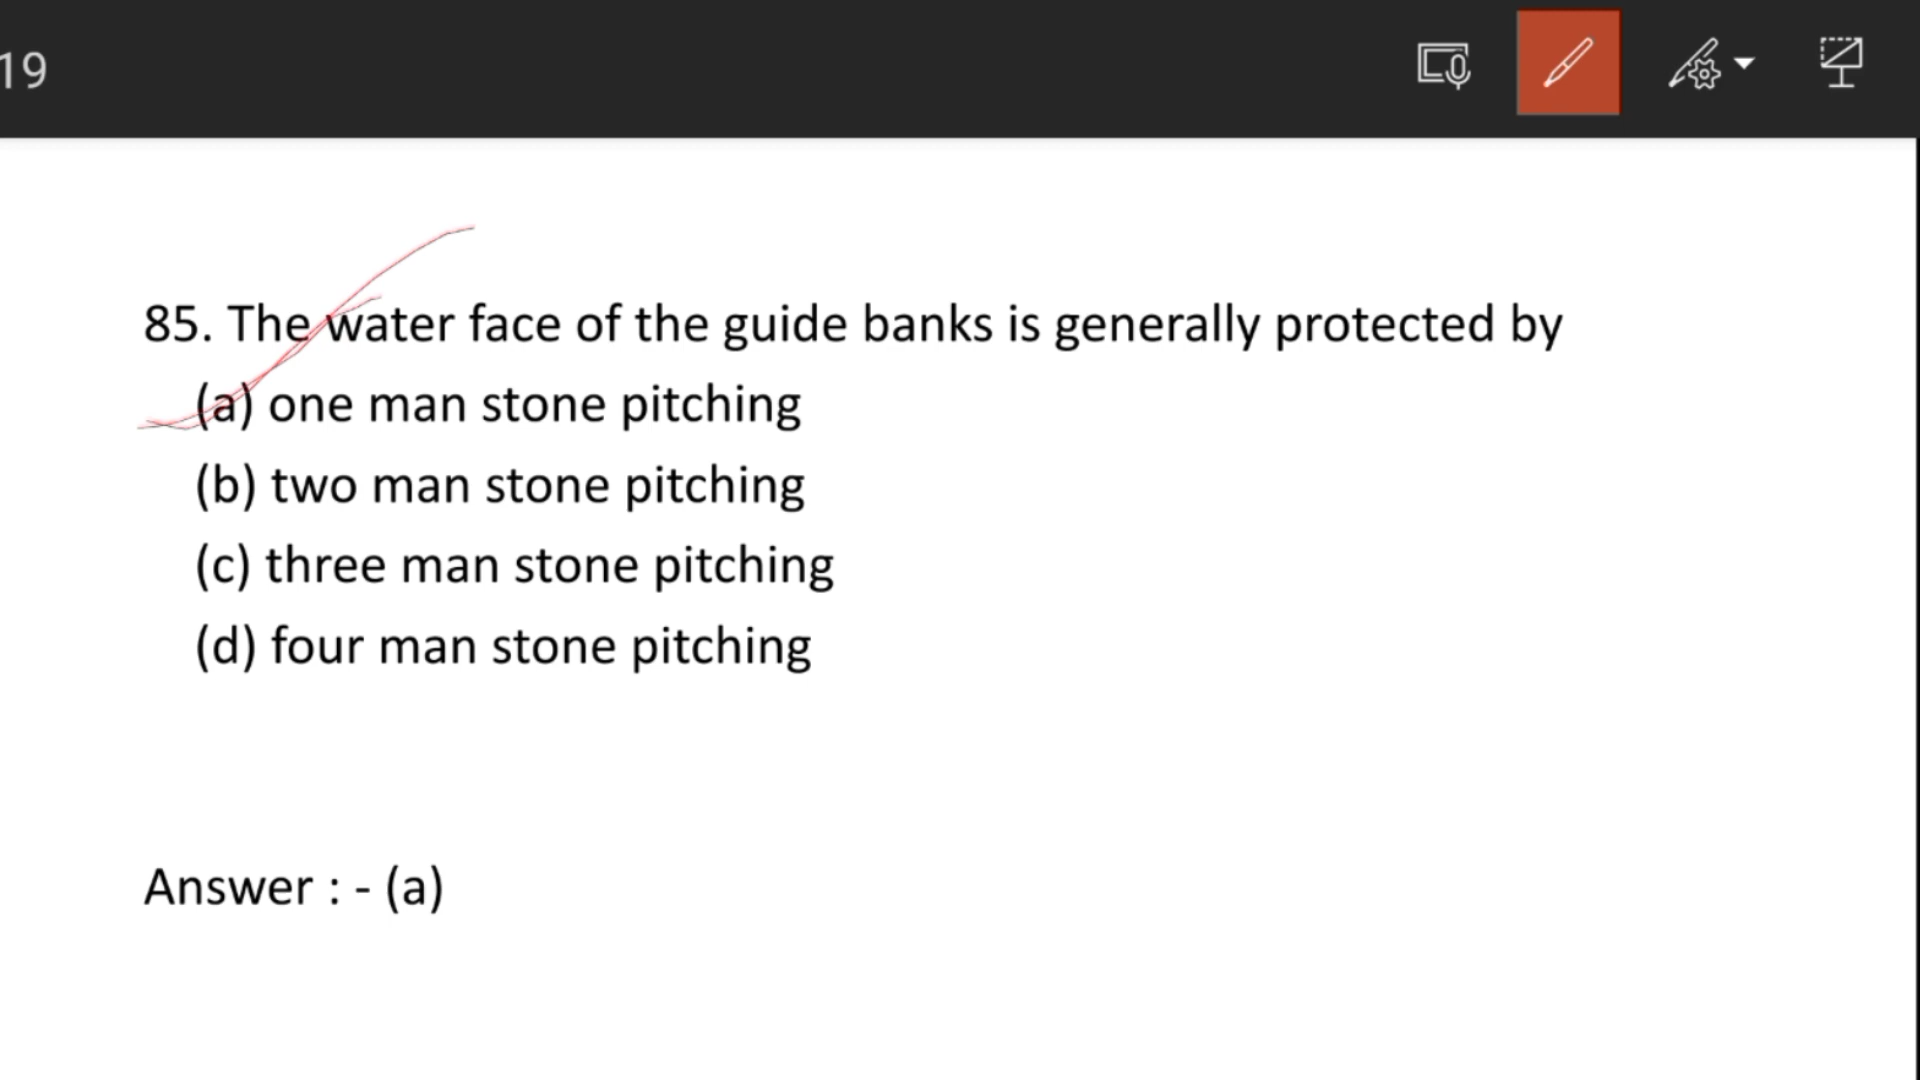 19
85. The water face of the guide banks is generally protected by
(a) one man stone pitching
(b) two man stone pitching
(c) three man stone pitching
(d) four man stone pitching
Answer : - (a)